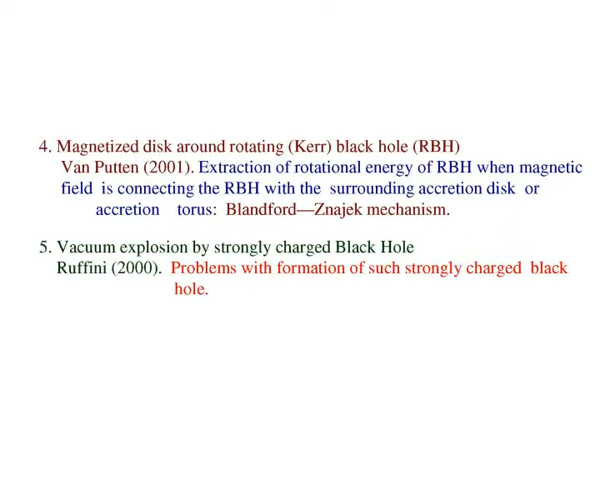 4. Magnetized disk around rotating (Kerr) black hole (RBH)
Van Putten (2001). Extraction of rotational energy of RBH when magnetic
field is connecting the RBH with the surrounding accretion disk or
accretion torus: Blandford—Znajek mechanism.
5. Vacuum explosion by strongly charged Black Hole
Ruffini (2000). Problems with formation of such strongly charged black
hole.